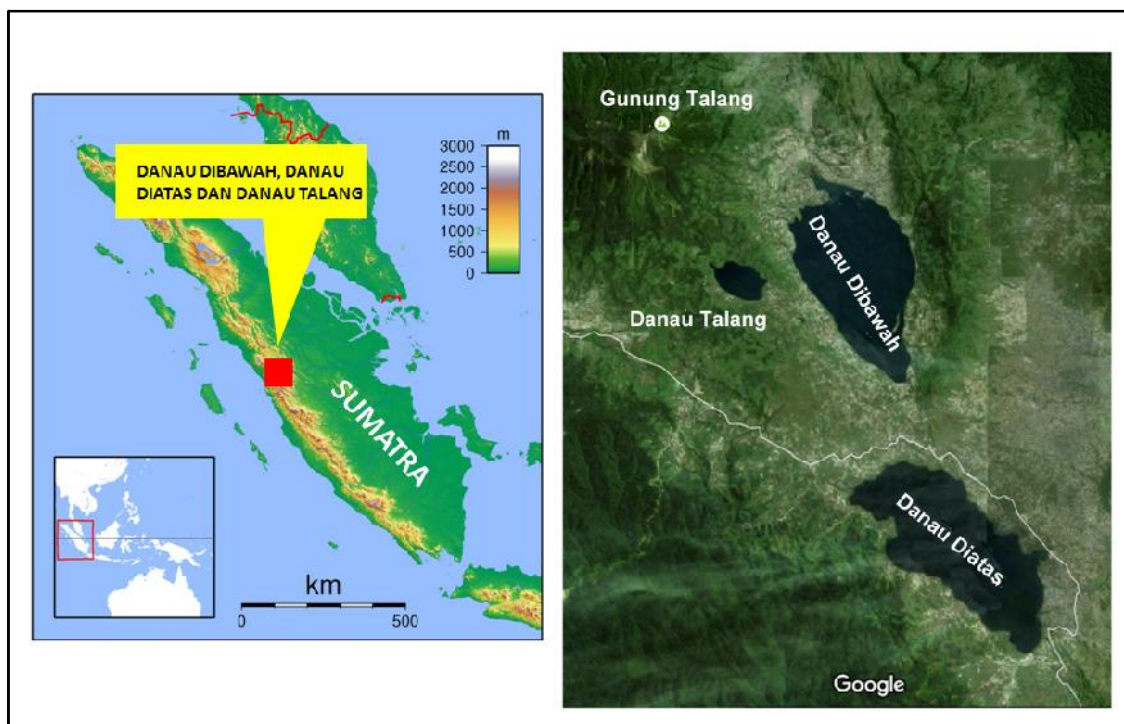 DANAU DIBAWAH, DANAU
DIATAS DAN DANAU TALANG
m
3000
2500
2000
1500
1000
500
0
SUMATRA
km
0
500
Gunung Talang
Danau Dibawah
Danau Talang
Danau Diatas
Google